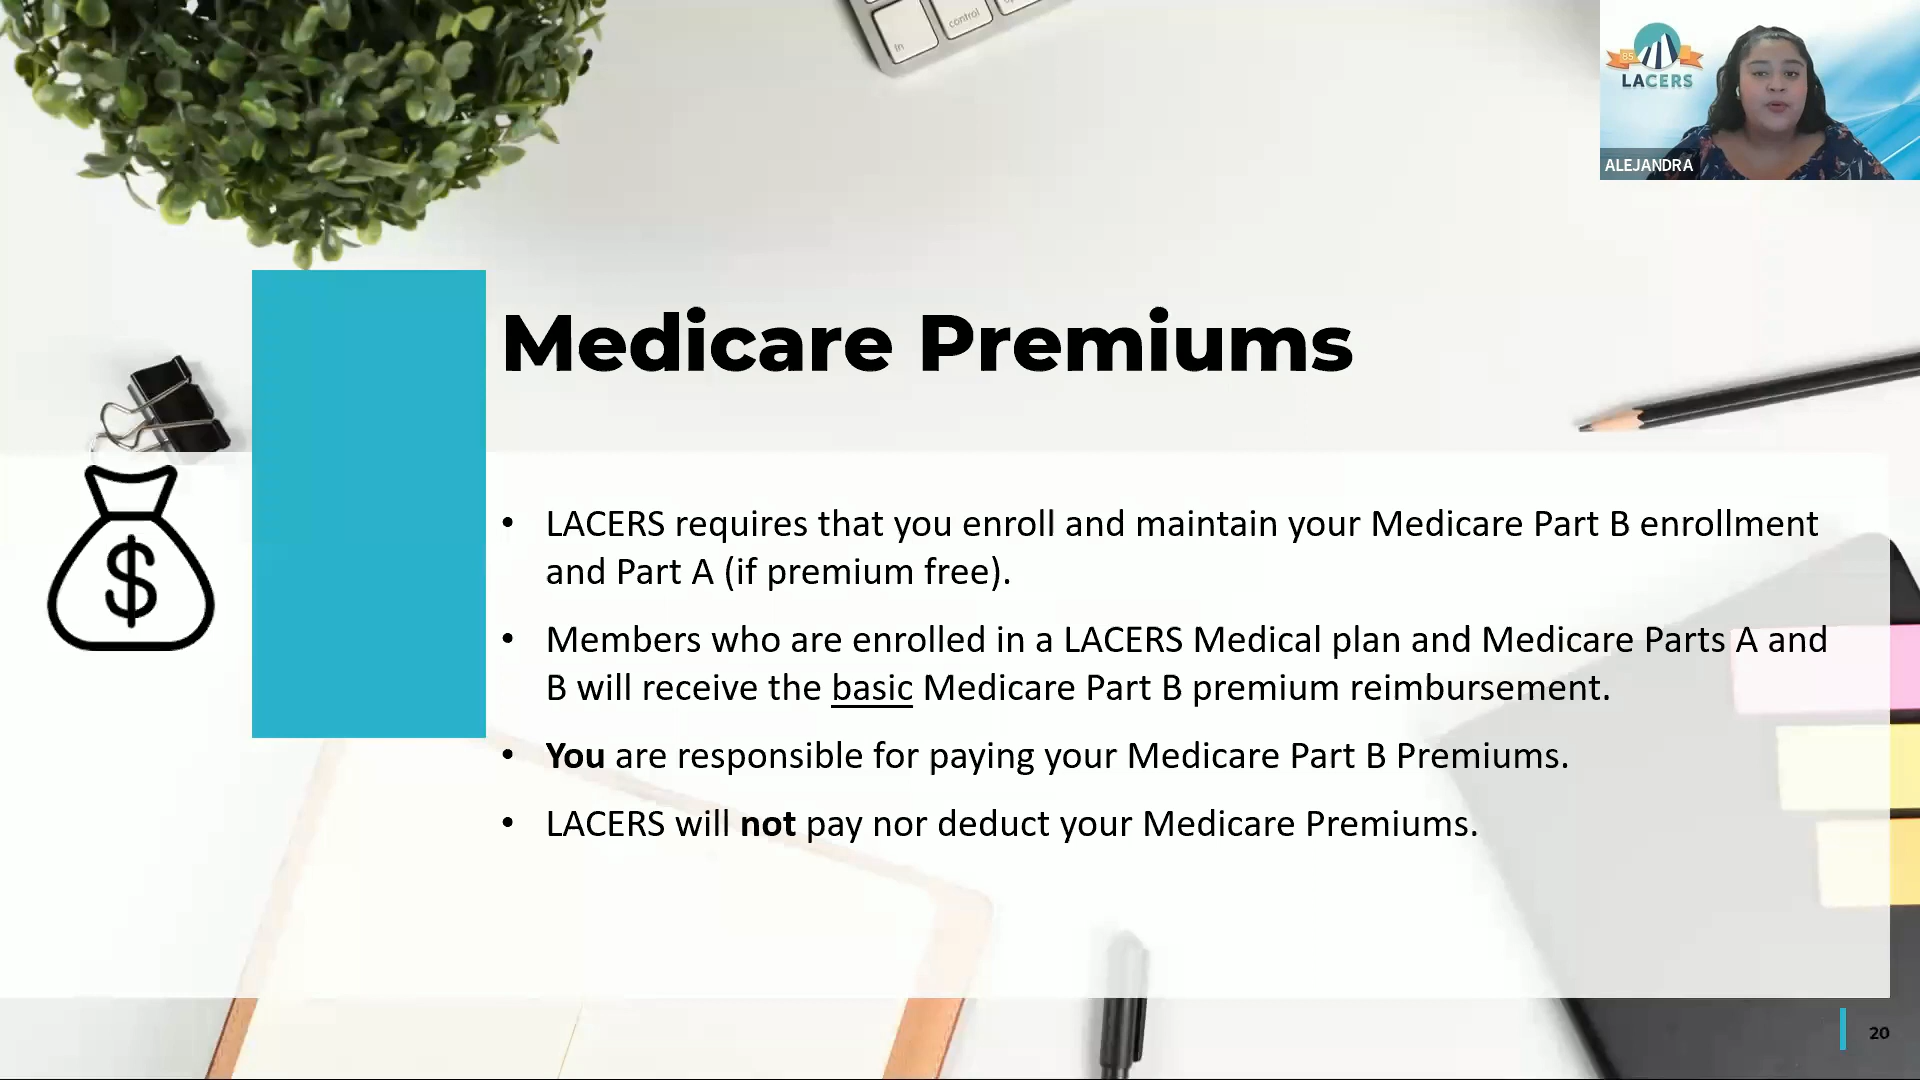 control
85
LACERS
ALEJANDRA
Medicare Premiums
• LACERS requires that you enroll and maintain your Medicare Part B enrollment
and Part A (if premium free).
• Members who are enrolled in a LACERS Medical plan and Medicare Parts A and
B will receive the basic Medicare Part B premium reimbursement.
$
• You are responsible for paying your Medicare Part B Premiums.
• LACERS will not pay nor deduct your Medicare Premiums.
20